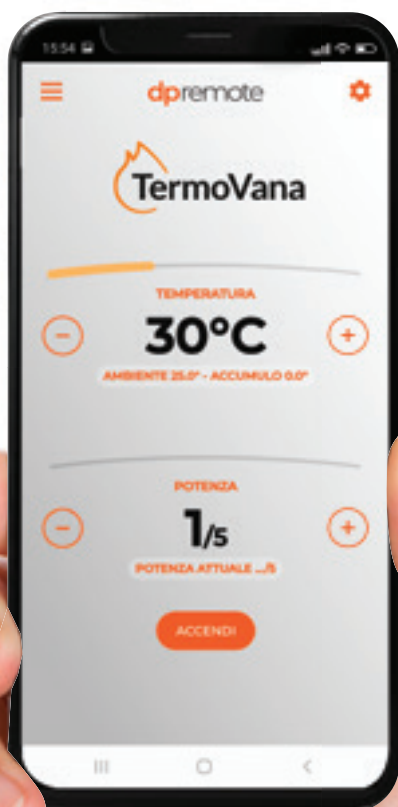 15:54
dpremote
TermoVana
TEMPERATURA
30°C
AMBIENTE 25.0° - ACCUMULO 0.0°
POTENZA
1/5
POTENZA ATTUALE .../5
ACCENDI